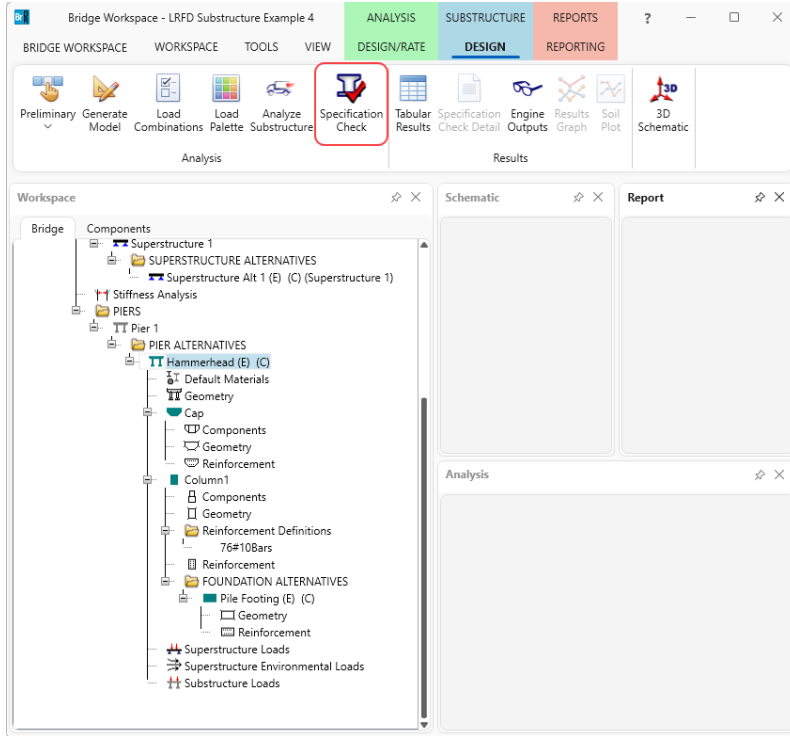 Br Bridge Workspace - LRFD Substructure Example 4 ANALYSIS SUBSTRUCTURE REPORTS ?
BRIDGE WORKSPACE WORKSPACE TOOLS VIEW DESIGN/RATE DESIGN REPORTING
Preliminary Generate Model Load Combinations Load Palette Analyze Substructure Specification Check Tabular Results Specification Check Detail Engine Outputs Results Graph Soil Plot 3D 3D Schematic
Analysis Results
Workspace Schematic Report
Bridge Components
Superstructure 1
SUPERSTRUCTURE ALTERNATIVES
Superstructure Alt 1 (E) (C) (Superstructure 1)
Stiffness Analysis
PIERS
Pier 1
PIER ALTERNATIVES
Hammerhead (E) (C)
Default Materials
Geometry
Cap
Components
Geometry
Reinforcement
Column1
Components
Geometry
Reinforcement Definitions
76#10Bars
Reinforcement
FOUNDATION ALTERNATIVES
Pile Footing (E) (C)
Geometry
Reinforcement
Superstructure Loads
Superstructure Environmental Loads
Substructure Loads
Analysis